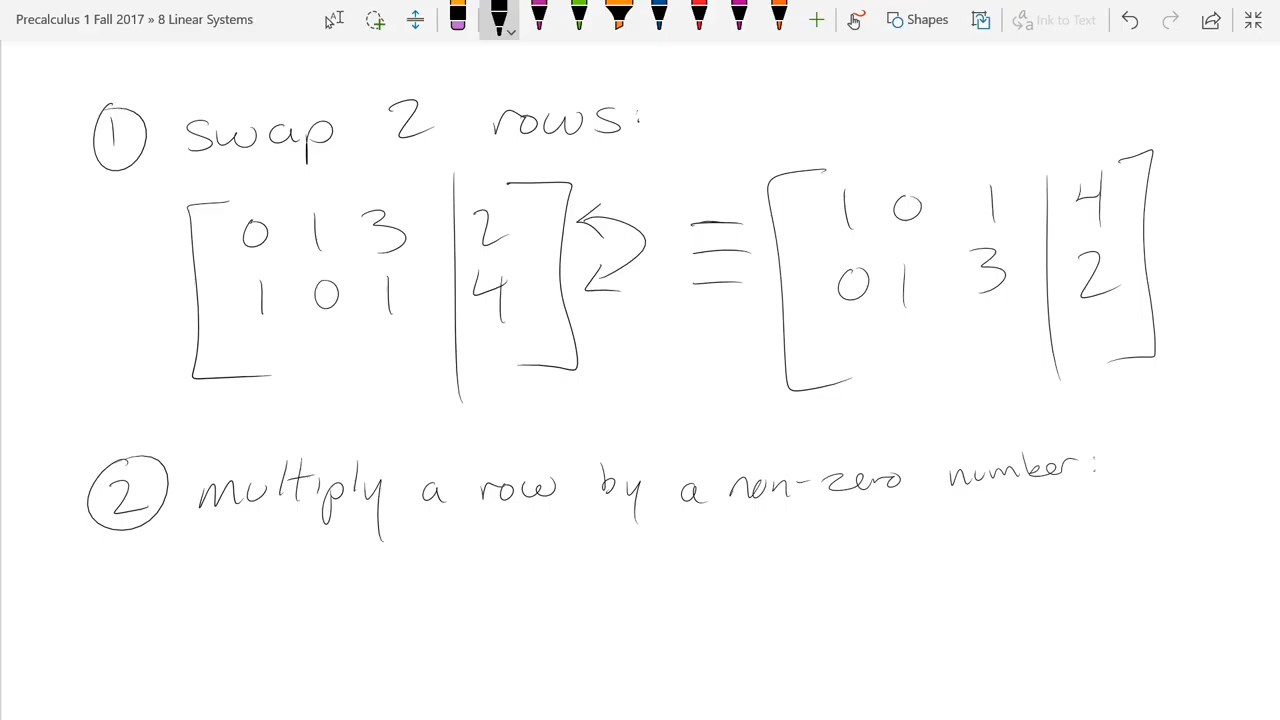 Precalculus 1 Fall 2017 » 8 Linear Systems
Shapes
Ink to Text
1 swap 2 rows:
0 1 3 | 2 ≡ 1 0 1 | 4
1 0 1 | 4 0 1 3 | 2
2 multiply a row by a non-zero number: